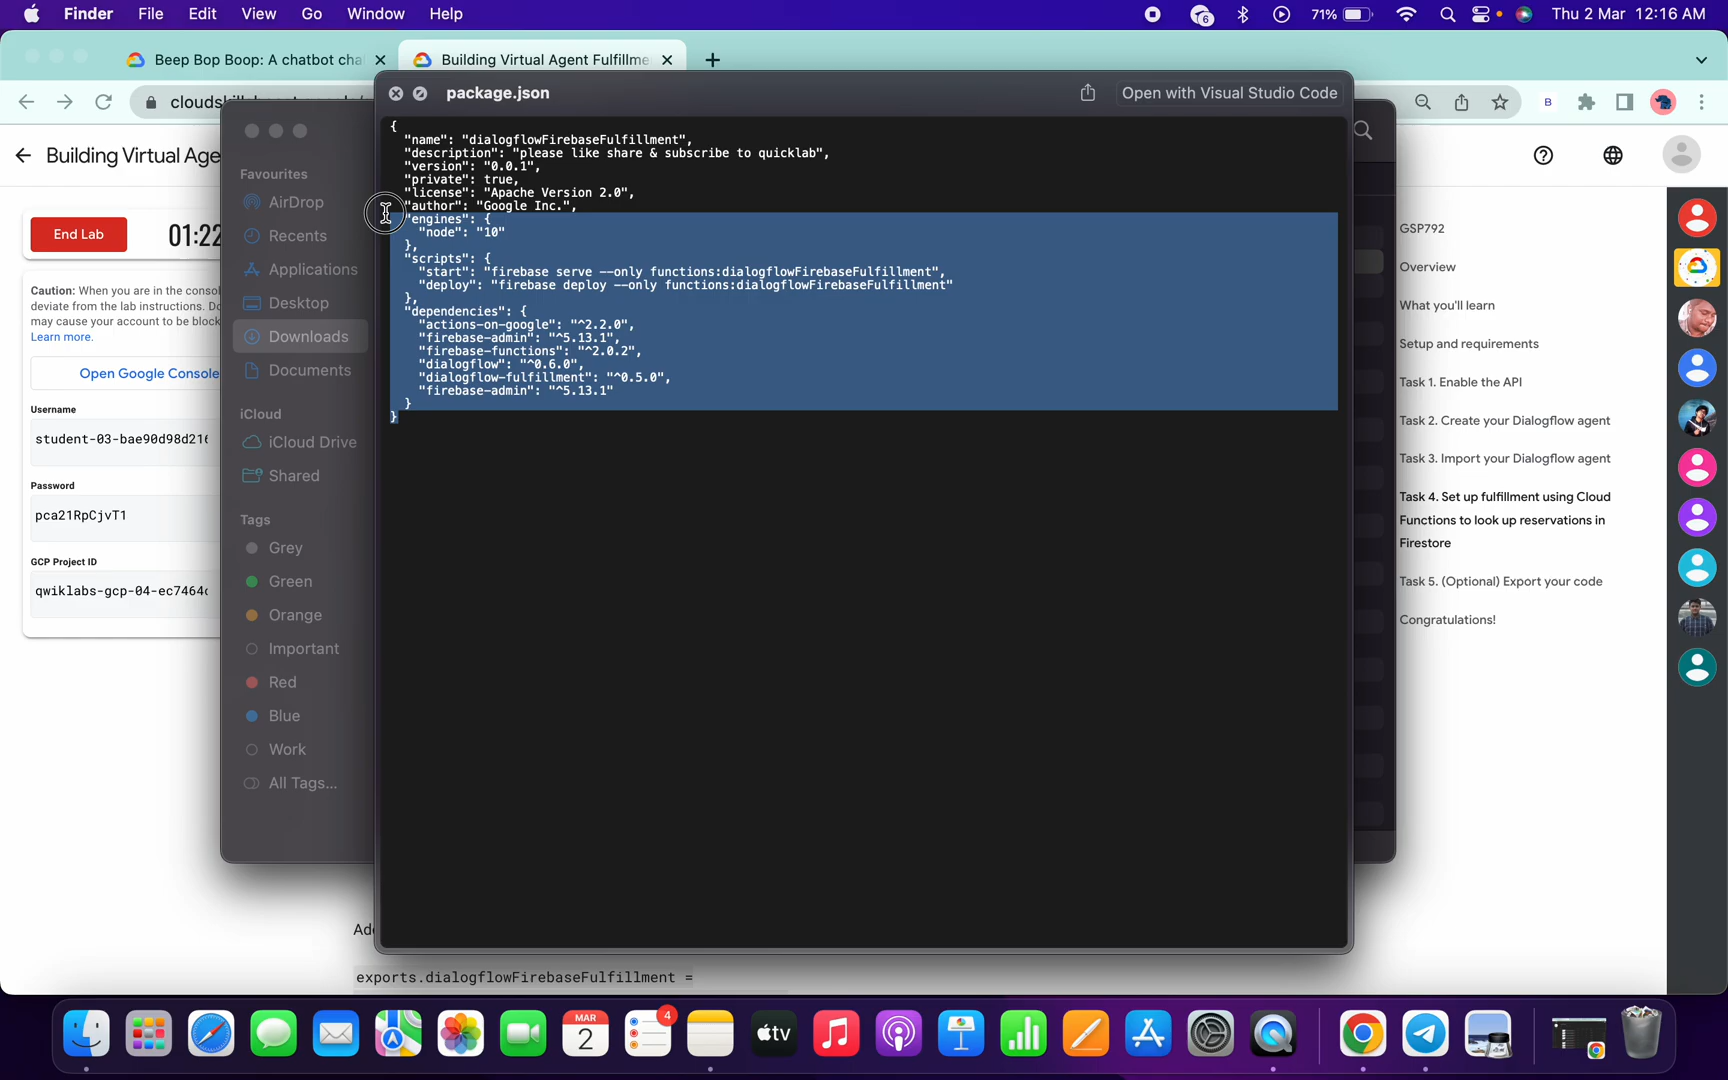 Finder File Edit View Go Window Help
6
71%
Thu 2 Mar 12:16 AM
Beep Bop Boop: A chatbot cha
Building Virtual Agent Fulfillme
package.json
Open with Visual Studio Code
Building Virtual Age
{
"name": "dialogflowFirebaseFulfillment",
"description": "please like share & subscribe to quicklab",
"version": "0.0.1",
"private": true,
"license": "Apache Version 2.0",
"author": "Google Inc.",
"engines": {
"node": "10"
},
"scripts": {
"start": "firebase serve --only functions:dialogflowFirebaseFulfillment",
"deploy": "firebase deploy --only functions:dialogflowFirebaseFulfillment"
},
"dependencies": {
"actions-on-google": "^2.2.0",
"firebase-admin": "^5.13.1",
"firebase-functions": "^2.0.2",
"dialogflow": "^0.6.0",
"dialogflow-fulfillment": "^0.5.0",
"firebase-admin": "^5.13.1"
}
}
End Lab
01:22
Caution: When you are in the consol
deviate from the lab instructions. Do
may cause your account to be block
Learn more.
Open Google Console
Username
student-03-bae90d98d216
Password
pca21RpCjvT1
GCP Project ID
qwiklabs-gcp-04-ec7464c
Favourites
AirDrop
Recents
Applications
Desktop
Downloads
Documents
iCloud
iCloud Drive
Shared
Tags
Grey
Green
Orange
Important
Red
Blue
Work
All Tags...
GSP792
Overview
What you'll learn
Setup and requirements
Task 1. Enable the API
Task 2. Create your Dialogflow agent
Task 3. Import your Dialogflow agent
Task 4. Set up fulfillment using Cloud
Functions to look up reservations in
Firestore
Task 5. (Optional) Export your code
Congratulations!
exports.dialogflowFirebaseFulfillment =
MAR
2
4
tv